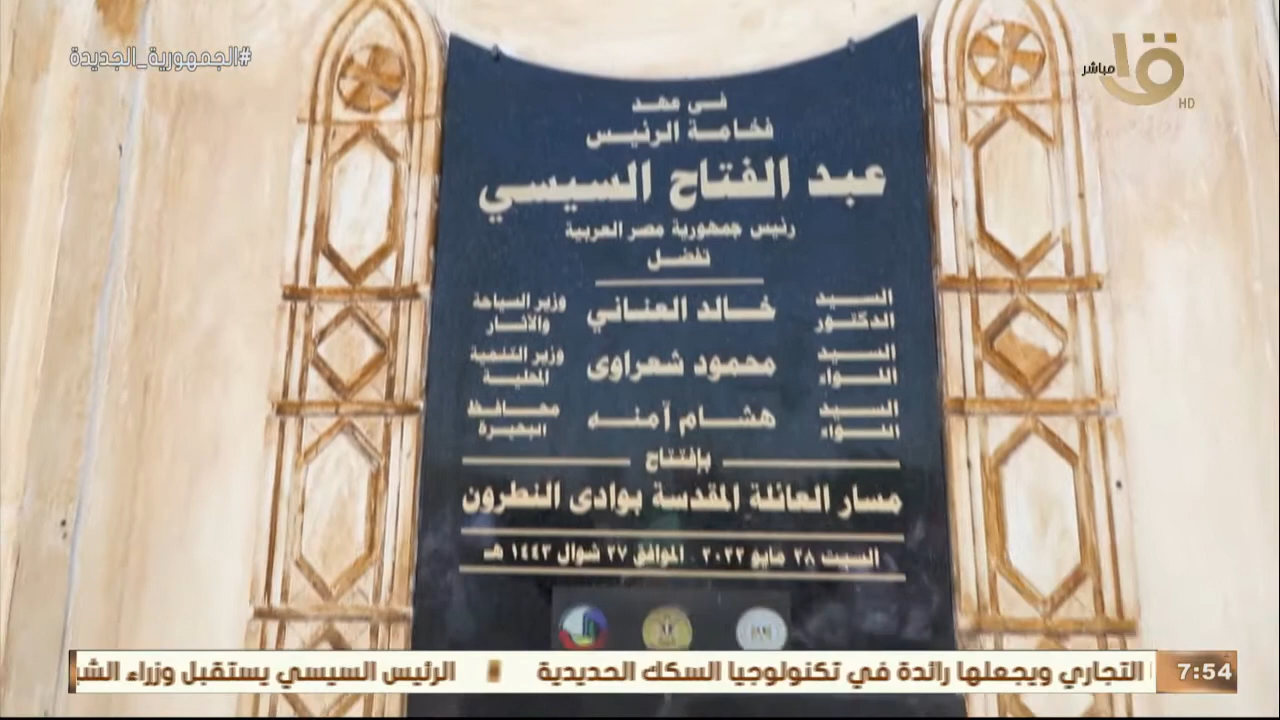 #الجمهورية_الجديدة
مباشر
HD
فى عهد
فخامة الرئيس
عبد الفتاح السيسي
رئيس جمهورية مصر العربية
تفضل
السيد الدكتور خالد العناني وزير السياحة والآثار
السيد اللواء محمود شعراوى وزير التنمية المحلية
السيد اللواء هشام آمنه محافظ البحيرة
بإفتتاح
مسار العائلة المقدسة بوادى النطرون
السبت ٢٨ مايو ٢٠٢٢ - الموافق ٢٧ شوال ١٤٤٣ هـ
7:54 التجاري ويجعلها رائدة في تكنولوجيا السكك الحديدية الرئيس السيسي يستقبل وزراء